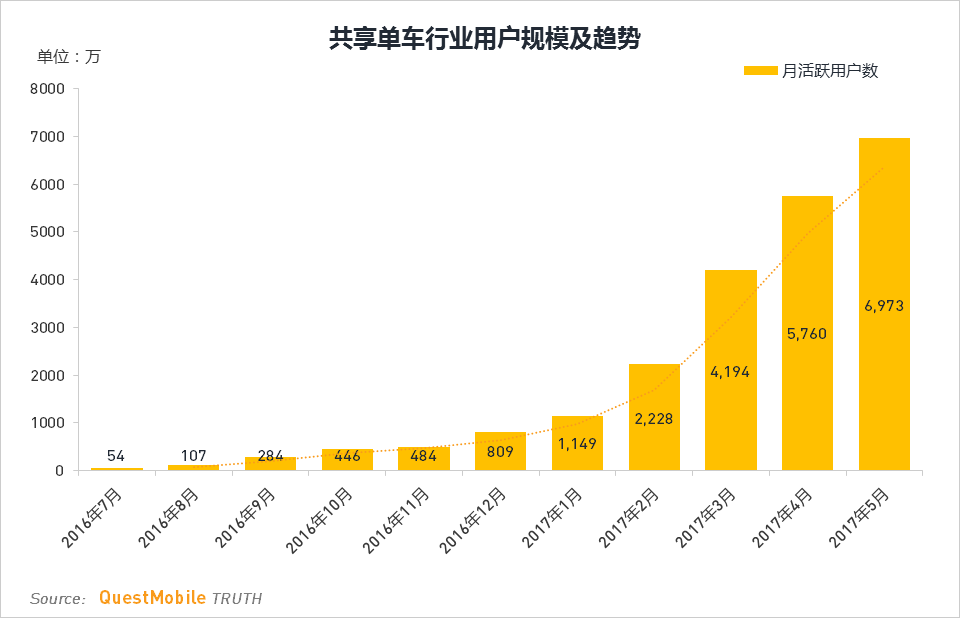 共享单车行业用户规模及趋势
单位：万
月活跃用户数
8000
7000
6000
5000
4000
3000
2000
1000
0
54
107
284
446
484
809
1,149
2,228
4,194
5,760
6,973
2016年7月
2016年8月
2016年9月
2016年10月
2016年11月
2016年12月
2017年1月
2017年2月
2017年3月
2017年4月
2017年5月
Source: QuestMobile TRUTH